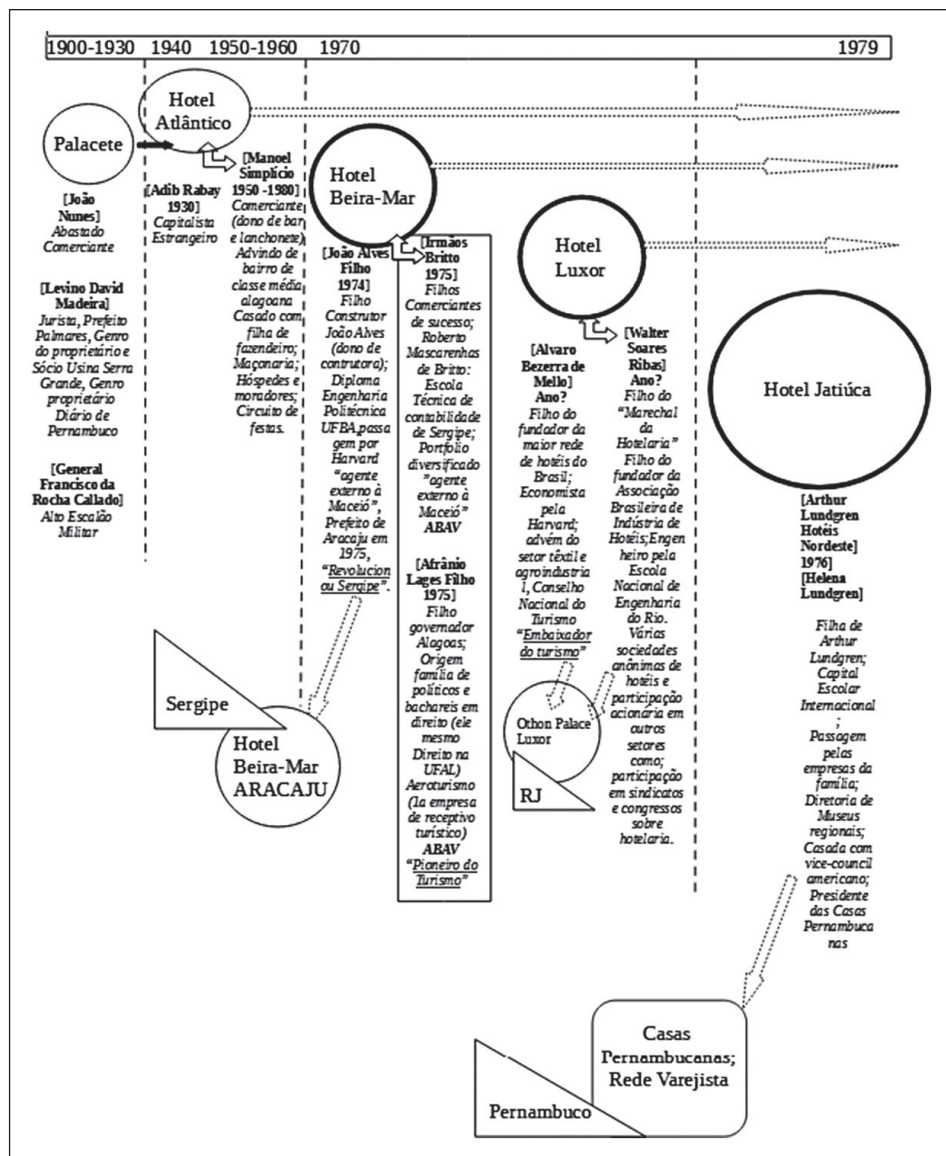 1900-1930 1940 1950-1960 1970 1979
Palacete
[João
Nunes]
Abastado
Comerciante
[Levino David
Madeira]
Jurista, Prefeito
Palmares, Genro
do proprietário e
Sócio Usina Serra
Grande, Genro
proprietário
Diário de
Pernambuco
[General
Francisco da
Rocha Callado]
Alto Escalão
Militar
Hotel
Atlântico
[Adib Rabay
1930]
Capitalista
Estrangeiro
[Manoel
Simplício
1950 -1980]
Comerciante
(dono de bar
e lanchonete)
Advindo de
bairro de
classe média
alagoana
Casado com
filha de
fazendeiro;
Maçonaria;
Hóspedes e
moradores;
Circuito de
festas.
Hotel
Beira-Mar
[João Alves
Filho
1974]
Filho
Construtor
João Alves
(dono de
contrutora);
Diploma
Engenharia
Politécnica
UFBA,passa
gem por
Harvard
"agente
externo à
Maceió",
Prefeito de
Aracaju em
1975,
"Revolucion
ou Sergipe".
Sergipe
Hotel
Beira-Mar
ARACAJU
[Irmãos
Britto
1975]
Filhos
Comerciantes
de sucesso;
Roberto
Mascarenhas
de Britto:
Escola
Técnica de
contabilidade
de Sergipe;
Portfolio
diversificado
"agente
externo à
Maceió"
ABAV
[Afrânio
Lages Filho
1975]
Filho
governador
Alagoas;
Origem
família de
políticos e
bachareis em
direito (ele
mesmo
Direito na
UFAL)
Aeroturismo
(1a empresa
de receptivo
turístico)
ABAV
"Pioneiro do
Turismo"
Hotel
Luxor
[Alvaro
Bezerra de
Mello]
Ano?
Filho do
fundador da
maior rede
de hotéis do
Brasil;
Economista
pela
Harvard;
advém do
setor têxtil e
agroindustria
l, Conselho
Nacional do
Turismo
"Embaixador
do turismo"
Othon Palace
Luxor
RJ
[Walter
Soares
Ribas]
Ano?
Filho do
"Marechal
da
Hotelaria"
Filho do
fundador da
Associação
Brasileira de
Indústria de
Hotéis;Engen
heiro pela
Escola
Nacional de
Engenharia
do Rio.
Várias
sociedades
anônimas de
hotéis e
participação
acionária em
outros
setores
como;
participação
em sindicatos
e congressos
sobre
hotelaria.
Hotel Jatiúca
[Arthur
Lundgren
Hotéis
Nordeste]
1976]
[Helena
Lundgren]
Filha de
Arthur
Lundgren;
Capital
Escolar
Internacional
;
Passagem
pelas
empresas da
família;
Diretoria de
Museus
regionais;
Casada com
vice-council
americano;
Presidente
das Casas
Pernambuca
nas
Casas
Pernambucanas;
Rede Varejista
Pernambuco